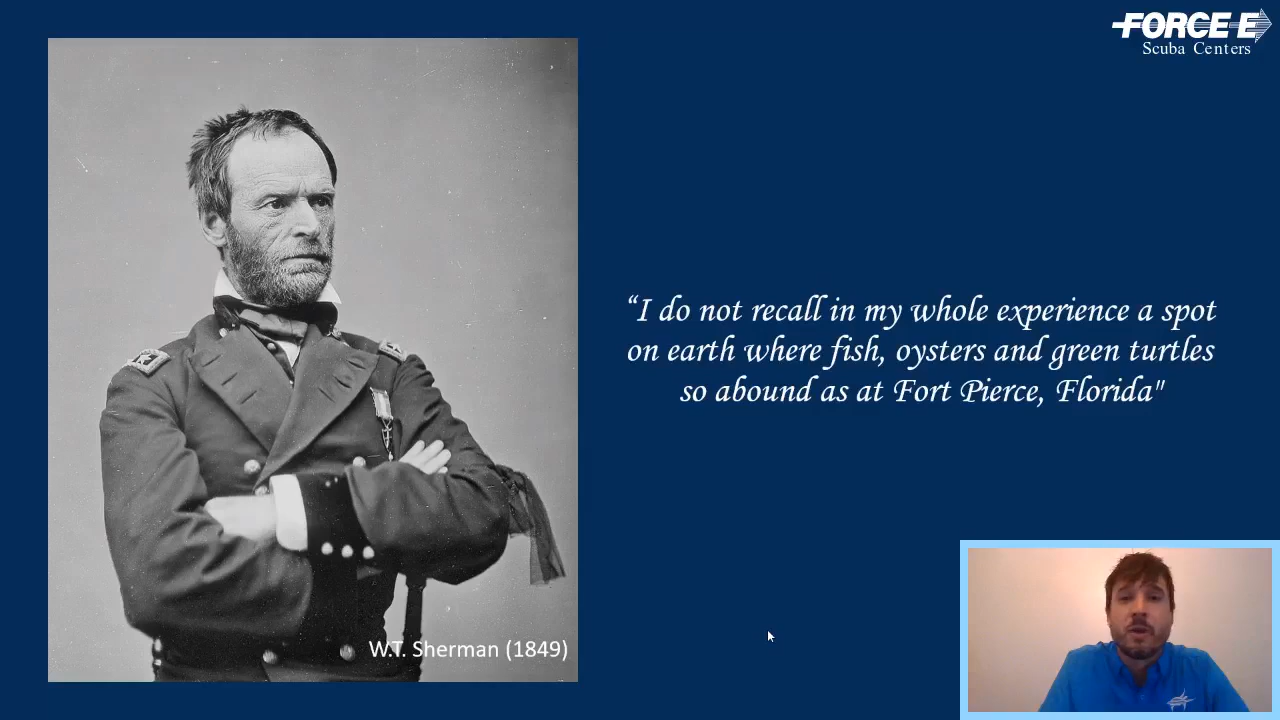 FORCE-E
Scuba Centers
“I do not recall in my whole experience a spot
on earth where fish, oysters and green turtles
so abound as at Fort Pierce, Florida"
W.T. Sherman (1849)